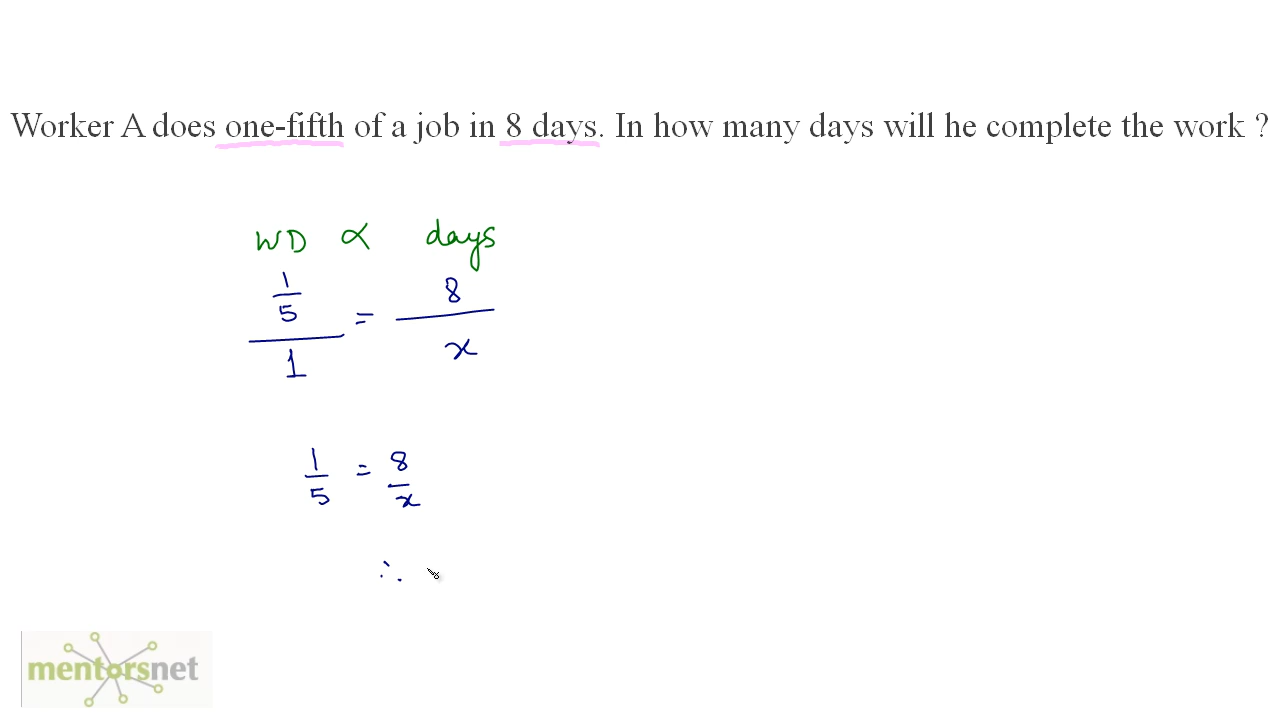 Worker A does one-fifth of a job in 8 days. In how many days will he complete the work ?
WD ∝ days
1/5 / 1 = 8 / x
1/5 = 8/x
∴
mentorsnet